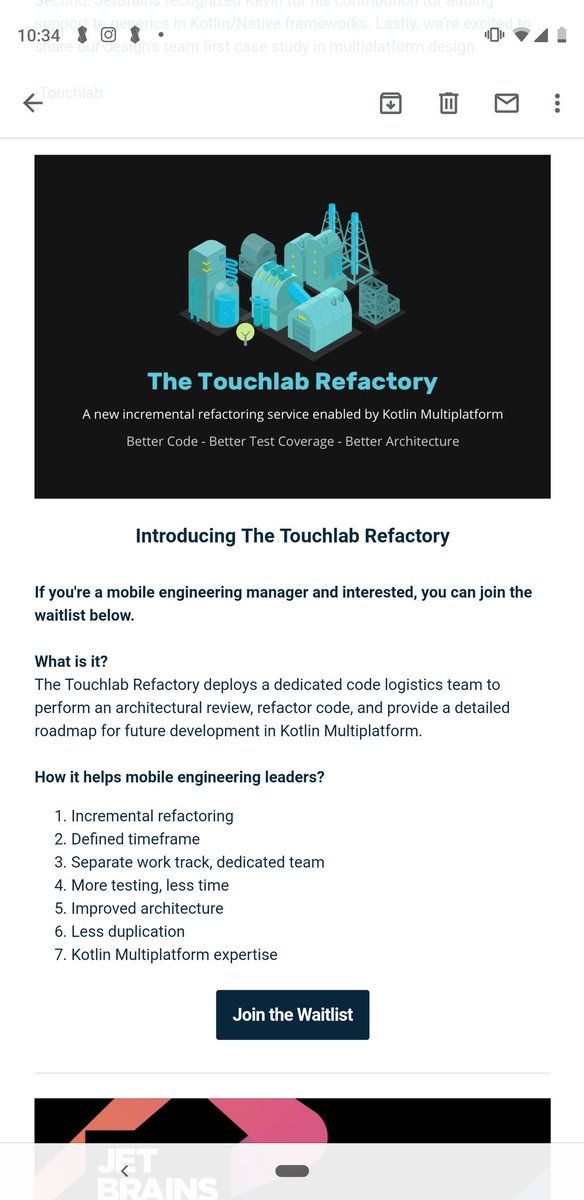 Second. JetBrains recognized Kevin for his contribution for adding
support to generics in Kotlin/Native frameworks. Lastly, we're excited to
10:34
share our design's team first case study in multiplatform design.
Touchlab
The Touchlab Refactory
A new incremental refactoring service enabled by Kotlin Multiplatform
Better Code - Better Test Coverage - Better Architecture
Introducing The Touchlab Refactory
If you're a mobile engineering manager and interested, you can join the
waitlist below.
What is it?
The Touchlab Refactory deploys a dedicated code logistics team to
perform an architectural review, refactor code, and provide a detailed
roadmap for future development in Kotlin Multiplatform.
How it helps mobile engineering leaders?
1. Incremental refactoring
2. Defined timeframe
3. Separate work track, dedicated team
4. More testing, less time
5. Improved architecture
6. Less duplication
7. Kotlin Multiplatform expertise
Join the Waitlist
JET
BRAINS